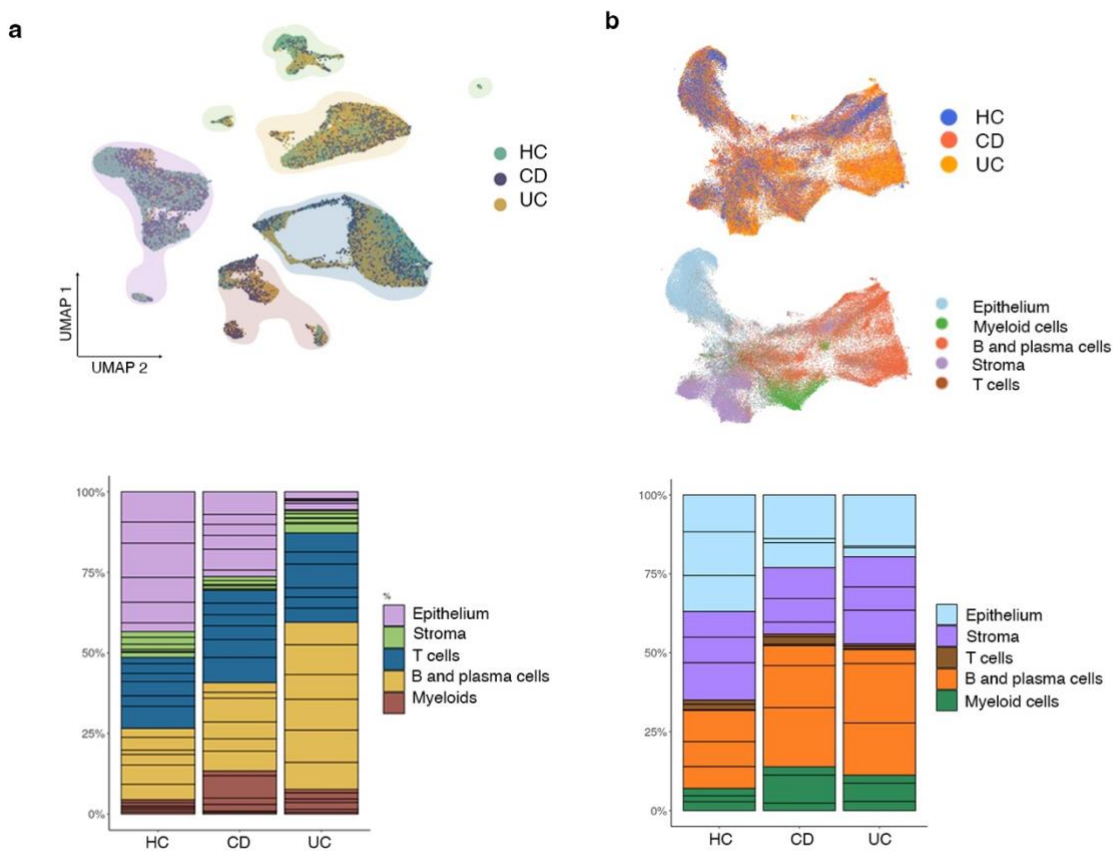 a
HC
CD
UC
UMAP 1
UMAP 2
b
HC
CD
UC
Epithelium
Myeloid cells
B and plasma cells
Stroma
T cells
100%
75%
50%
25%
0%
HC
CD
UC
%
Epithelium
Stroma
T cells
B and plasma cells
Myeloids
100%
75%
50%
25%
0%
HC
CD
UC
Epithelium
Stroma
T cells
B and plasma cells
Myeloid cells